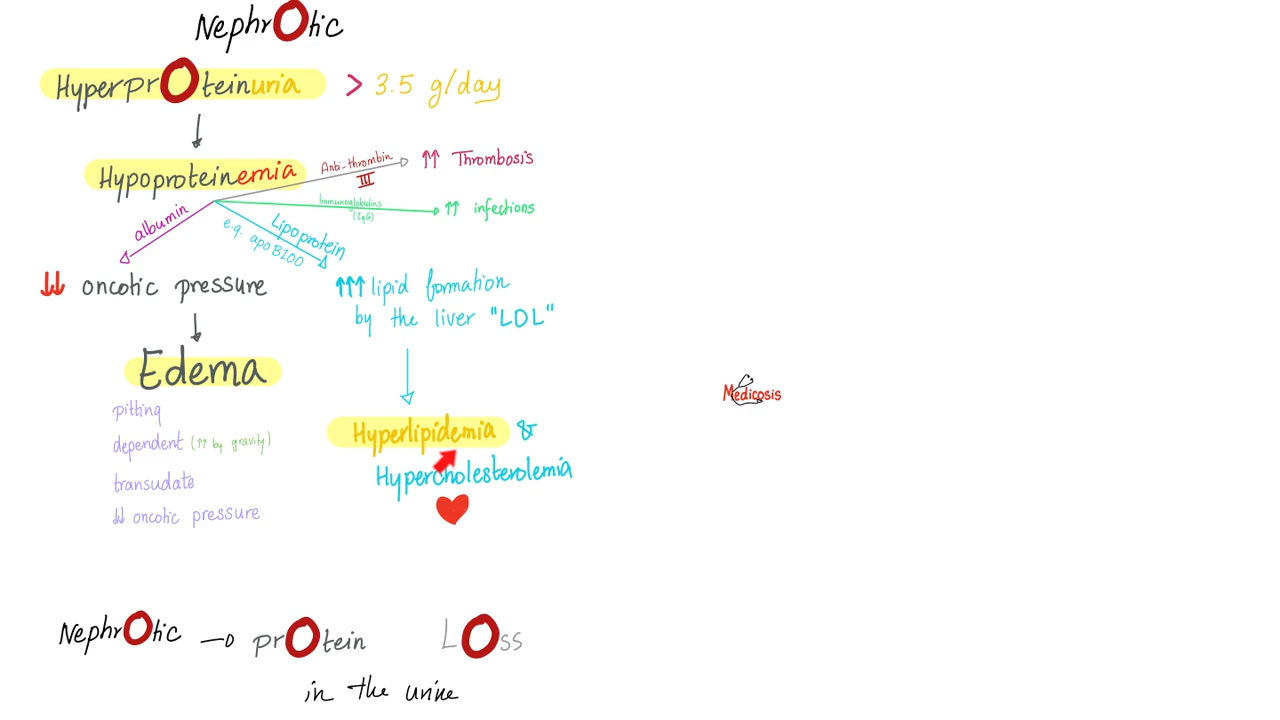 NephrOtic
HyperprOteinuria > 3.5 g/day
Hypoproteinemia
Anti-thrombin III
↑↑ Thrombosis
Immunoglobulins (IgG)
↑↑ infections
albumin
Lipoprotein
e.g. apo B100
↓↓ oncotic pressure
↑↑↑ lipid formation
by the liver "LDL"
Edema
pitting
dependent (↑↑ by gravity)
transudate
↓↓ oncotic pressure
Hyperlipidemia &
Hypercholesterolemia
Medicosis
NephrOtic → prOtein LOss
in the urine